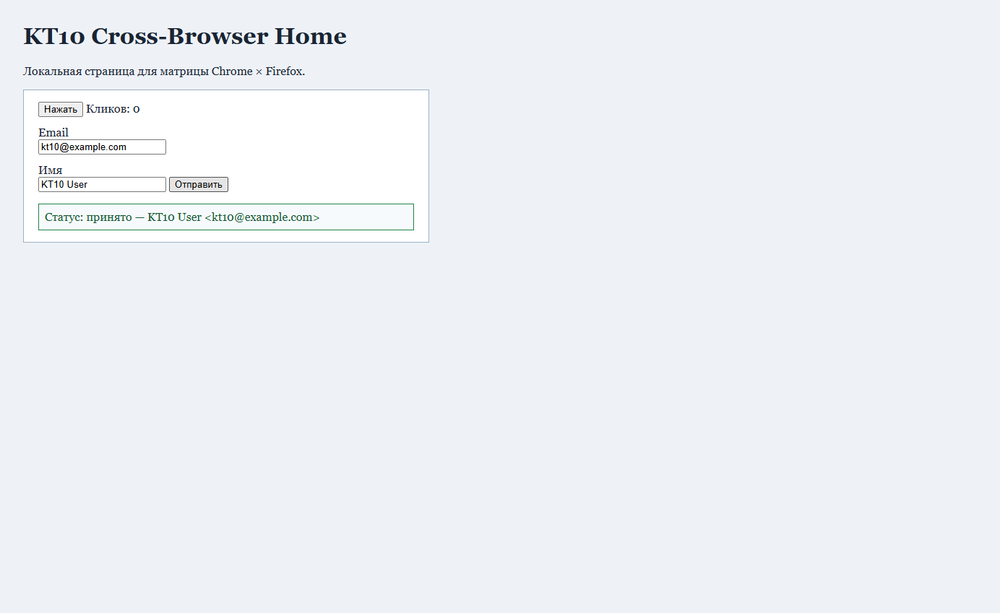 KT10 Cross-Browser Home
Локальная страница для матрицы Chrome × Firefox.
Нажать Кликов: 0
Email
kt10@example.com
Имя
KT10 User Отправить
Статус: принято — KT10 User <kt10@example.com>